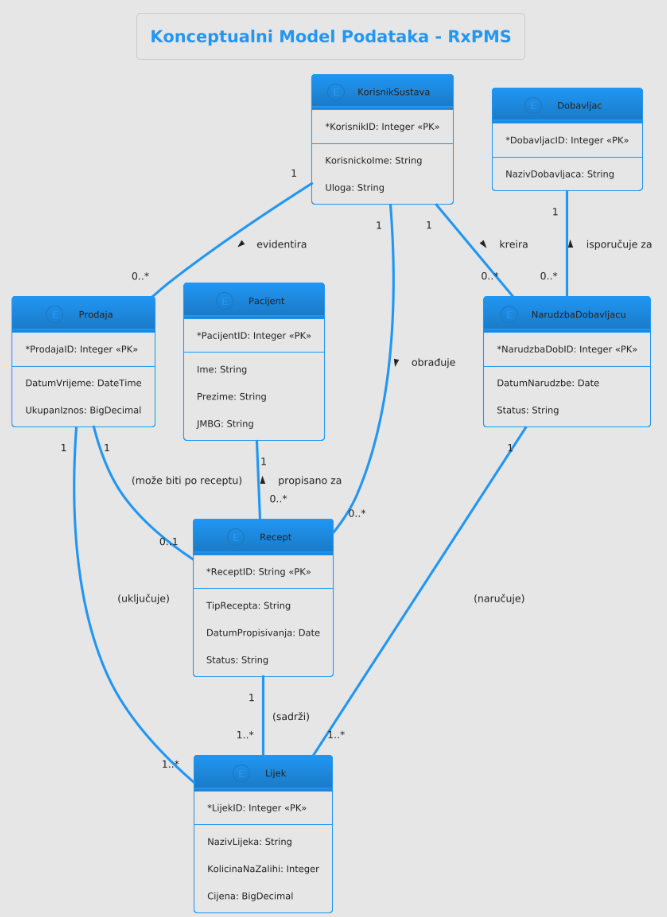 Konceptualni Model Podataka - RxPMS
E KorisnikSustava
*KorisnikID: Integer «PK»
KorisnickoIme: String
Uloga: String
E Dobavljac
*DobavljacID: Integer «PK»
NazivDobavljaca: String
1
1
1
1
evidentira
kreira
isporučuje za
0..*
0..*
0..*
E Prodaja
*ProdajaID: Integer «PK»
DatumVrijeme: DateTime
UkupanIznos: BigDecimal
E Pacijent
*PacijentID: Integer «PK»
Ime: String
Prezime: String
JMBG: String
obrađuje
E NarudzbaDobavljacu
*NarudzbaDobID: Integer «PK»
DatumNarudzbe: Date
Status: String
1
1
1
1
(može biti po receptu)
propisano za
0..*
0..*
0..1
E Recept
*ReceptID: String «PK»
TipRecepta: String
DatumPropisivanja: Date
Status: String
(uključuje)
(naručuje)
1
(sadrži)
1..*
1..*
1..*
E Lijek
*LijekID: Integer «PK»
NazivLijeka: String
KolicinaNaZalihi: Integer
Cijena: BigDecimal